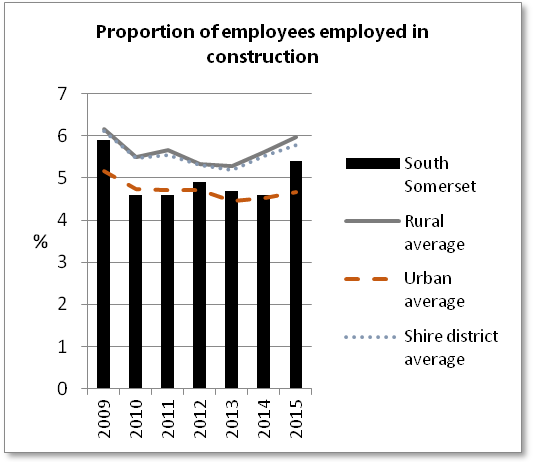 Proportion of employees employed in
construction
7
6
5
4
3
2
1
0
%
2009
2010
2011
2012
2013
2014
2015
South
Somerset
Rural
average
Urban
average
Shire district
average